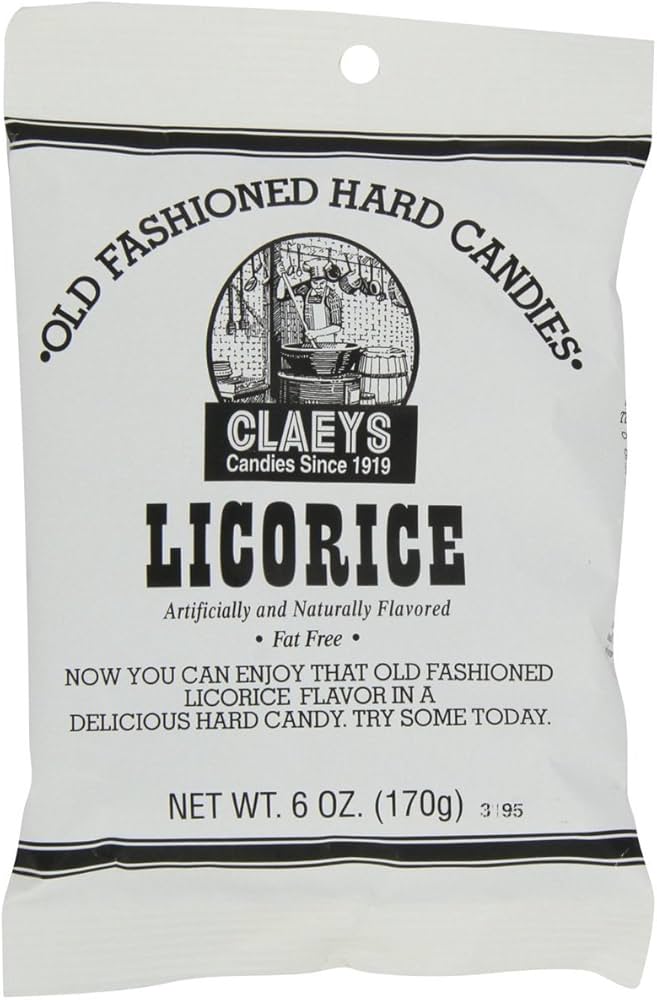 •OLD FASHIONED HARD CANDIES•
CLAEYS
Candies Since 1919
LICORICE
Artificially and Naturally Flavored
• Fat Free •
NOW YOU CAN ENJOY THAT OLD FASHIONED
LICORICE FLAVOR IN A
DELICIOUS HARD CANDY. TRY SOME TODAY.
NET WT. 6 OZ. (170g)